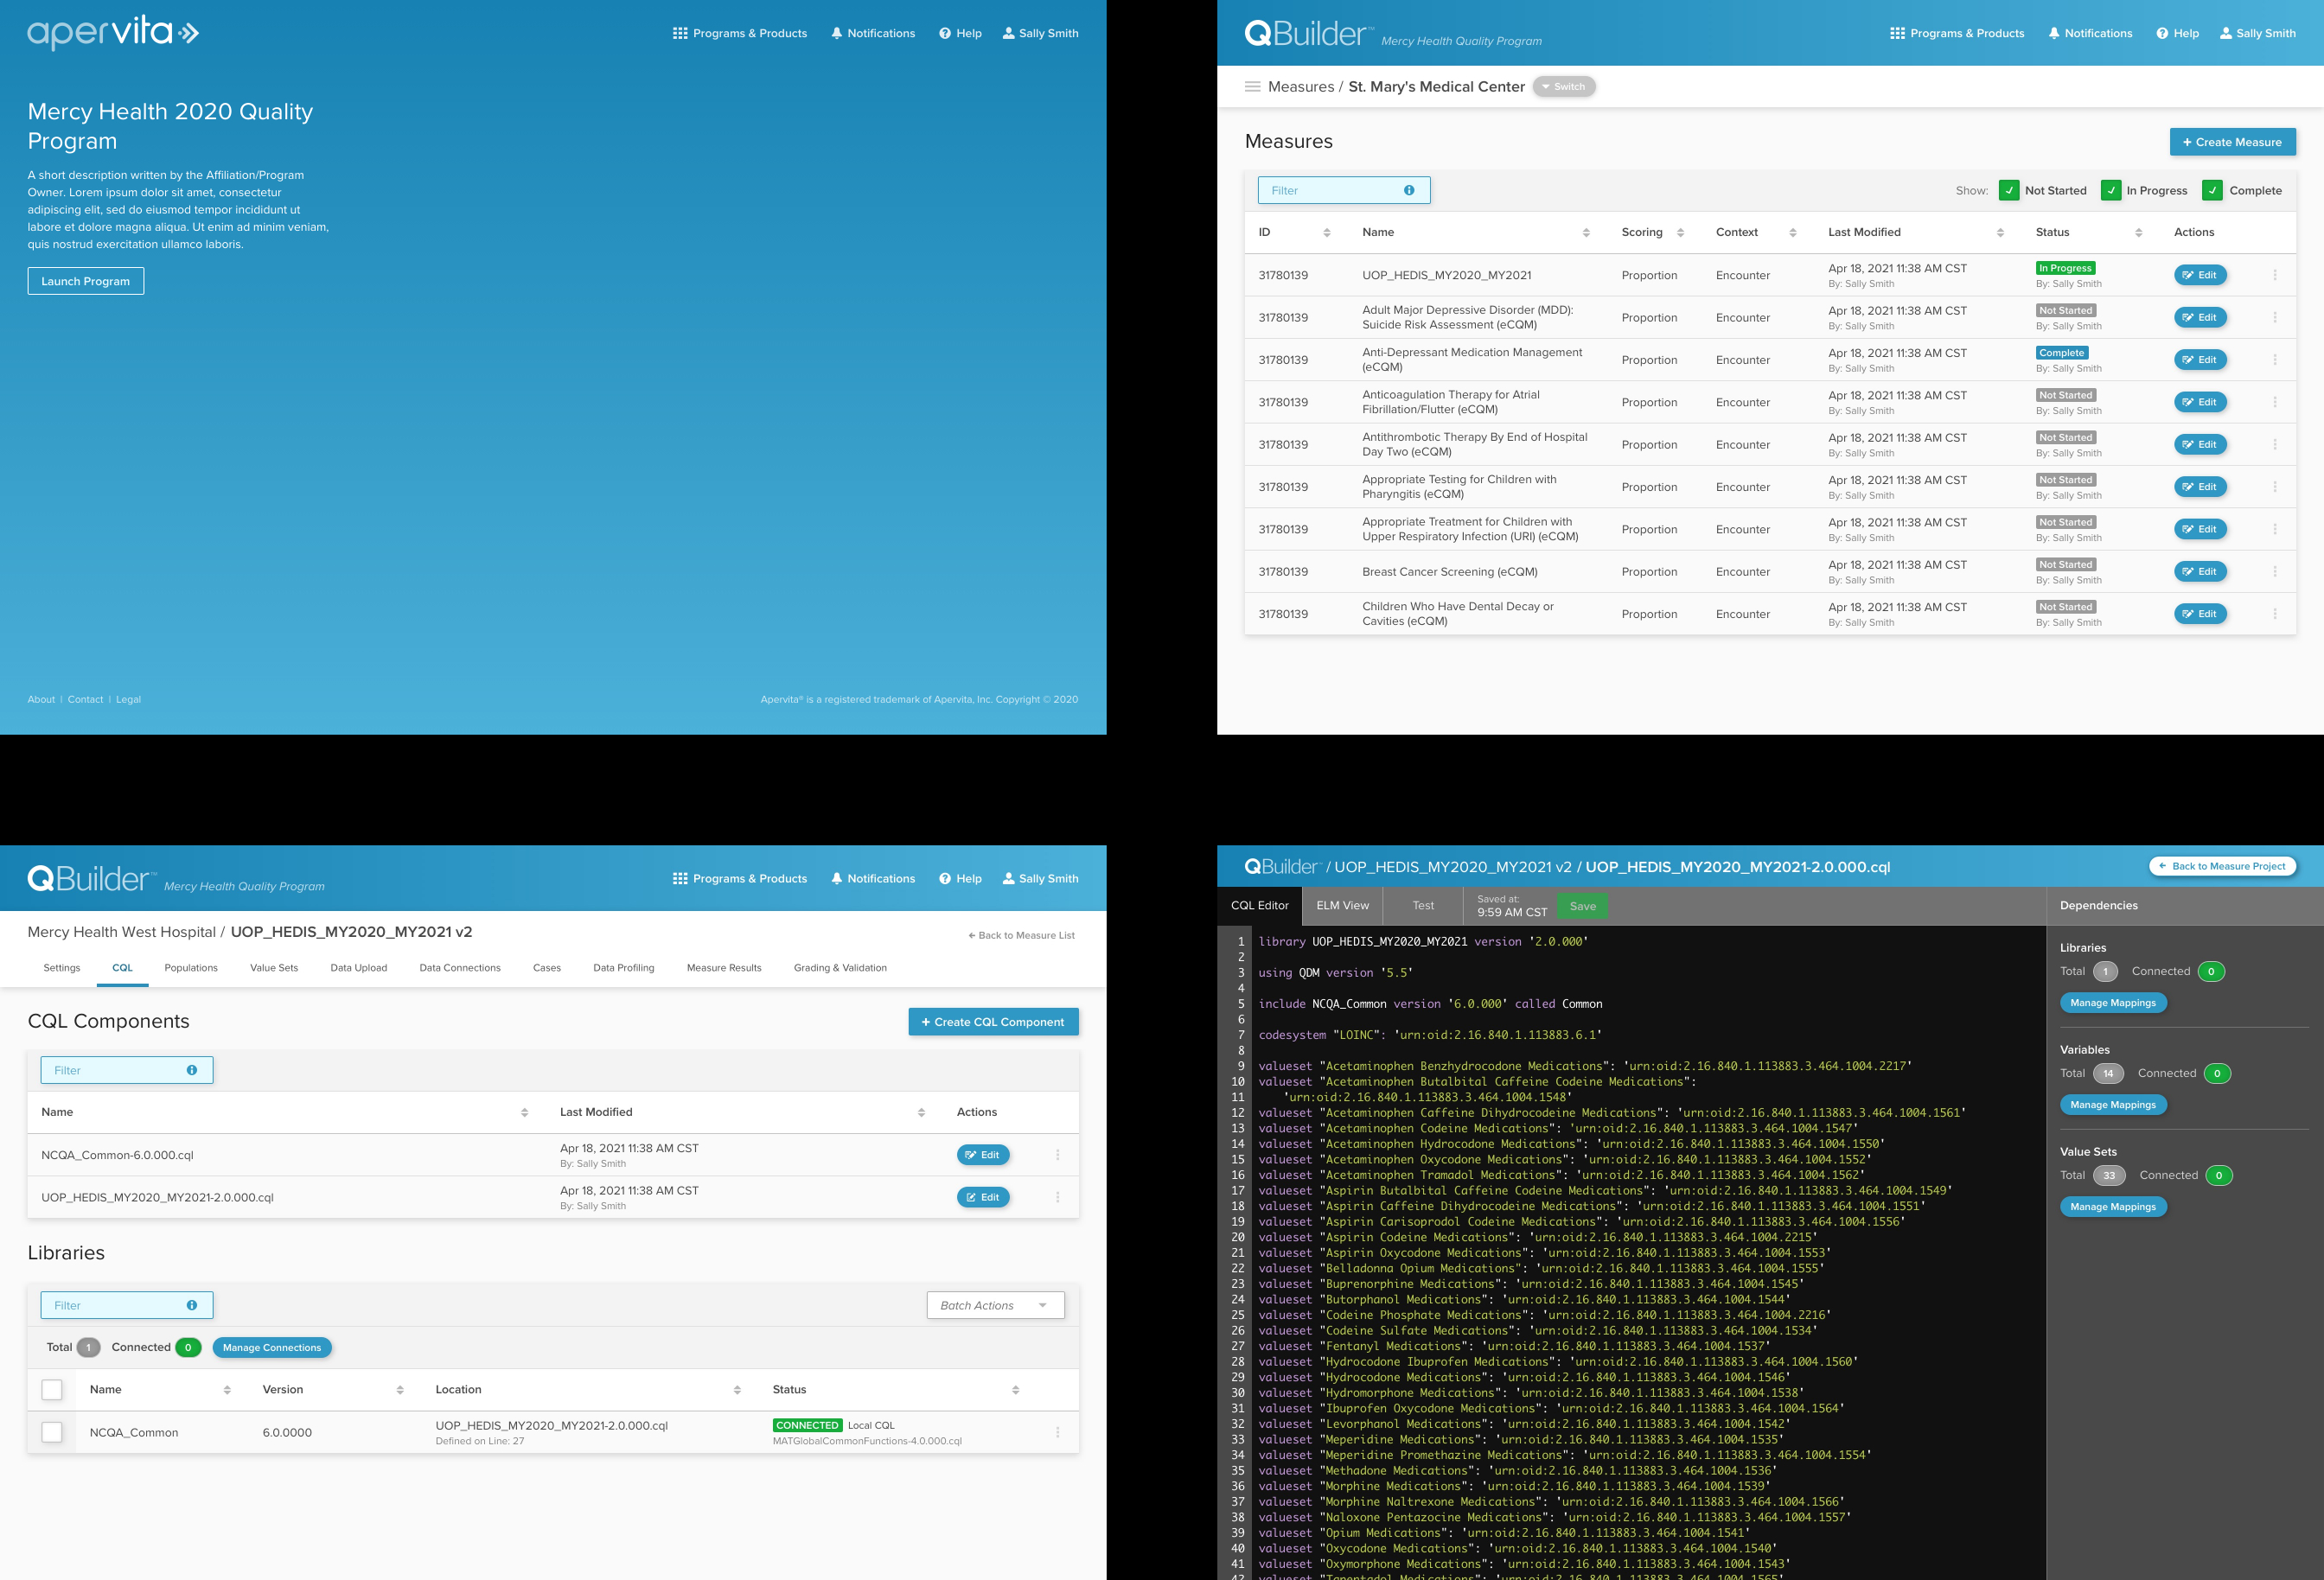 apervita
Programs & Products Notifications Help Sally Smith
Mercy Health 2020 Quality
Program
A short description written by the Affiliation/Program
Owner. Lorem ipsum dolor sit amet, consectetur
adipiscing elit, sed do eiusmod tempor incididunt ut
labore et dolore magna aliqua. Ut enim ad minim veniam,
quis nostrud exercitation ullamco laboris.
Launch Program
About | Contact | Legal
Apervita® is a registered trademark of Apervita, Inc. Copyright © 2020
QBuilder™ Mercy Health Quality Program
Programs & Products Notifications Help Sally Smith
Measures / St. Mary's Medical Center Switch
Measures
+ Create Measure
Filter
Show: Not Started In Progress Complete
ID Name Scoring Context Last Modified Status Actions
31780139 UOP_HEDIS_MY2020_MY2021 Proportion Encounter Apr 18, 2021 11:38 AM CST In Progress Edit
By: Sally Smith By: Sally Smith
31780139 Adult Major Depressive Disorder (MDD): Proportion Encounter Apr 18, 2021 11:38 AM CST Not Started Edit
Suicide Risk Assessment (eCQM) By: Sally Smith By: Sally Smith
31780139 Anti-Depressant Medication Management Proportion Encounter Apr 18, 2021 11:38 AM CST Complete Edit
(eCQM) By: Sally Smith By: Sally Smith
31780139 Anticoagulation Therapy for Atrial Proportion Encounter Apr 18, 2021 11:38 AM CST Not Started Edit
Fibrillation/Flutter (eCQM) By: Sally Smith By: Sally Smith
31780139 Antithrombotic Therapy By End of Hospital Proportion Encounter Apr 18, 2021 11:38 AM CST Not Started Edit
Day Two (eCQM) By: Sally Smith By: Sally Smith
31780139 Appropriate Testing for Children with Proportion Encounter Apr 18, 2021 11:38 AM CST Not Started Edit
Pharyngitis (eCQM) By: Sally Smith By: Sally Smith
31780139 Appropriate Treatment for Children with Proportion Encounter Apr 18, 2021 11:38 AM CST Not Started Edit
Upper Respiratory Infection (URI) (eCQM) By: Sally Smith By: Sally Smith
31780139 Breast Cancer Screening (eCQM) Proportion Encounter Apr 18, 2021 11:38 AM CST Not Started Edit
By: Sally Smith By: Sally Smith
31780139 Children Who Have Dental Decay or Proportion Encounter Apr 18, 2021 11:38 AM CST Not Started Edit
Cavities (eCQM) By: Sally Smith By: Sally Smith
QBuilder™ Mercy Health Quality Program
Programs & Products Notifications Help Sally Smith
Mercy Health West Hospital / UOP_HEDIS_MY2020_MY2021 v2
Back to Measure List
Settings CQL Populations Value Sets Data Upload Data Connections Cases Data Profiling Measure Results Grading & Validation
CQL Components
+ Create CQL Component
Filter
Name Last Modified Actions
NCQA_Common-6.0.000.cql Apr 18, 2021 11:38 AM CST Edit
By: Sally Smith
UOP_HEDIS_MY2020_MY2021-2.0.000.cql Apr 18, 2021 11:38 AM CST Edit
By: Sally Smith
Libraries
Filter
Batch Actions
Total 1 Connected 0 Manage Connections
Name Version Location Status
NCQA_Common 6.0.0000 UOP_HEDIS_MY2020_MY2021-2.0.000.cql CONNECTED Local CQL
Defined on Line: 27 MATGlobalCommonFunctions-4.0.000.cql
QBuilder™ / UOP_HEDIS_MY2020_MY2021 v2 / UOP_HEDIS_MY2020_MY2021-2.0.000.cql
Back to Measure Project
CQL Editor ELM View Test
Saved at:
9:59 AM CST
Save
1 library UOP_HEDIS_MY2020_MY2021 version '2.0.000'
2
3 using QDM version '5.5'
4
5 include NCQA_Common version '6.0.000' called Common
6
7 codesystem "LOINC": 'urn:oid:2.16.840.1.113883.6.1'
8
9 valueset "Acetaminophen Benzhydrocodone Medications": 'urn:oid:2.16.840.1.113883.3.464.1004.2217'
10 valueset "Acetaminophen Butalbital Caffeine Codeine Medications":
11 'urn:oid:2.16.840.1.113883.3.464.1004.1548'
12 valueset "Acetaminophen Caffeine Dihydrocodeine Medications": 'urn:oid:2.16.840.1.113883.3.464.1004.1561'
13 valueset "Acetaminophen Codeine Medications": 'urn:oid:2.16.840.1.113883.3.464.1004.1547'
14 valueset "Acetaminophen Hydrocodone Medications": 'urn:oid:2.16.840.1.113883.3.464.1004.1550'
15 valueset "Acetaminophen Oxycodone Medications": 'urn:oid:2.16.840.1.113883.3.464.1004.1552'
16 valueset "Acetaminophen Tramadol Medications": 'urn:oid:2.16.840.1.113883.3.464.1004.1562'
17 valueset "Aspirin Butalbital Caffeine Codeine Medications": 'urn:oid:2.16.840.1.113883.3.464.1004.1549'
18 valueset "Aspirin Caffeine Dihydrocodeine Medications": 'urn:oid:2.16.840.1.113883.3.464.1004.1551'
19 valueset "Aspirin Carisoprodol Codeine Medications": 'urn:oid:2.16.840.1.113883.3.464.1004.1556'
20 valueset "Aspirin Codeine Medications": 'urn:oid:2.16.840.1.113883.3.464.1004.2215'
21 valueset "Aspirin Oxycodone Medications": 'urn:oid:2.16.840.1.113883.3.464.1004.1553'
22 valueset "Belladonna Opium Medications": 'urn:oid:2.16.840.1.113883.3.464.1004.1555'
23 valueset "Buprenorphine Medications": 'urn:oid:2.16.840.1.113883.3.464.1004.1545'
24 valueset "Butorphanol Medications": 'urn:oid:2.16.840.1.113883.3.464.1004.1544'
25 valueset "Codeine Phosphate Medications": 'urn:oid:2.16.840.1.113883.3.464.1004.2216'
26 valueset "Codeine Sulfate Medications": 'urn:oid:2.16.840.1.113883.3.464.1004.1534'
27 valueset "Fentanyl Medications": 'urn:oid:2.16.840.1.113883.3.464.1004.1537'
28 valueset "Hydrocodone Ibuprofen Medications": 'urn:oid:2.16.840.1.113883.3.464.1004.1560'
29 valueset "Hydrocodone Medications": 'urn:oid:2.16.840.1.113883.3.464.1004.1546'
30 valueset "Hydromorphone Medications": 'urn:oid:2.16.840.1.113883.3.464.1004.1538'
31 valueset "Ibuprofen Oxycodone Medications": 'urn:oid:2.16.840.1.113883.3.464.1004.1564'
32 valueset "Levorphanol Medications": 'urn:oid:2.16.840.1.113883.3.464.1004.1542'
33 valueset "Meperidine Medications": 'urn:oid:2.16.840.1.113883.3.464.1004.1535'
34 valueset "Meperidine Promethazine Medications": 'urn:oid:2.16.840.1.113883.3.464.1004.1554'
35 valueset "Methadone Medications": 'urn:oid:2.16.840.1.113883.3.464.1004.1536'
36 valueset "Morphine Medications": 'urn:oid:2.16.840.1.113883.3.464.1004.1539'
37 valueset "Morphine Naltrexone Medications": 'urn:oid:2.16.840.1.113883.3.464.1004.1566'
38 valueset "Naloxone Pentazocine Medications": 'urn:oid:2.16.840.1.113883.3.464.1004.1557'
39 valueset "Opium Medications": 'urn:oid:2.16.840.1.113883.3.464.1004.1541'
40 valueset "Oxycodone Medications": 'urn:oid:2.16.840.1.113883.3.464.1004.1540'
41 valueset "Oxymorphone Medications": 'urn:oid:2.16.840.1.113883.3.464.1004.1543'
42 valueset "Tapentadol Medications": 'urn:oid:2.16.840.1.113883.3.464.1004.1565'
Dependencies
Libraries
Total 1 Connected 0
Manage Mappings
Variables
Total 14 Connected 0
Manage Mappings
Value Sets
Total 33 Connected 0
Manage Mappings